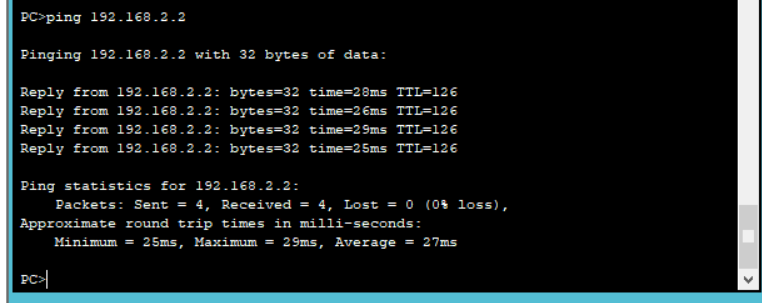 PC>ping 192.168.2.2
Pinging 192.168.2.2 with 32 bytes of data:
Reply from 192.168.2.2: bytes=32 time=28ms TTL=126
Reply from 192.168.2.2: bytes=32 time=26ms TTL=126
Reply from 192.168.2.2: bytes=32 time=29ms TTL=126
Reply from 192.168.2.2: bytes=32 time=25ms TTL=126
Ping statistics for 192.168.2.2:
    Packets: Sent = 4, Received = 4, Lost = 0 (0% loss),
Approximate round trip times in milli-seconds:
    Minimum = 25ms, Maximum = 29ms, Average = 27ms
PC>